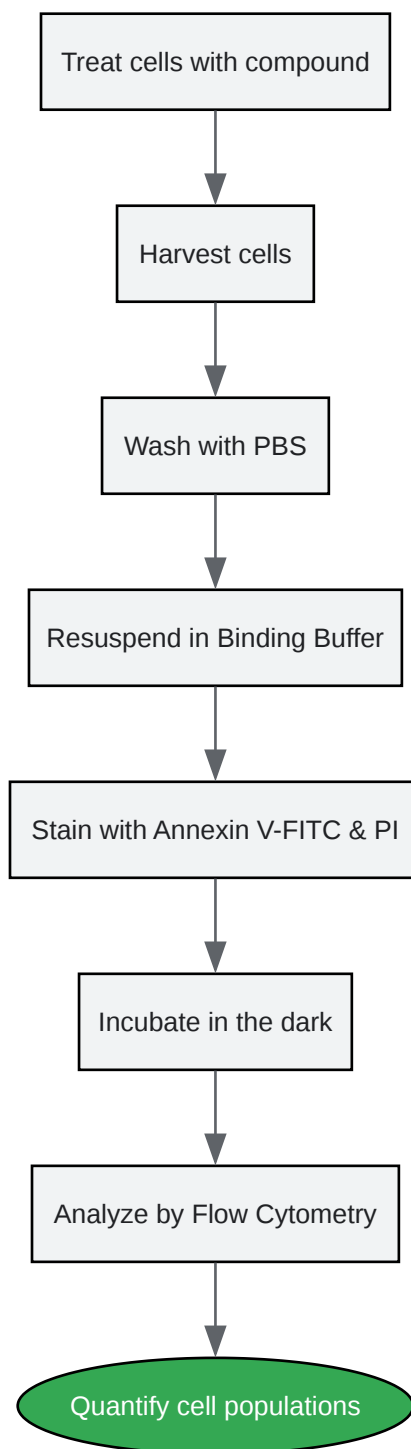 Treat cells with compound
Harvest cells
Wash with PBS
Resuspend in Binding Buffer
Stain with Annexin V-FITC & PI
Incubate in the dark
Analyze by Flow Cytometry
Quantify cell populations